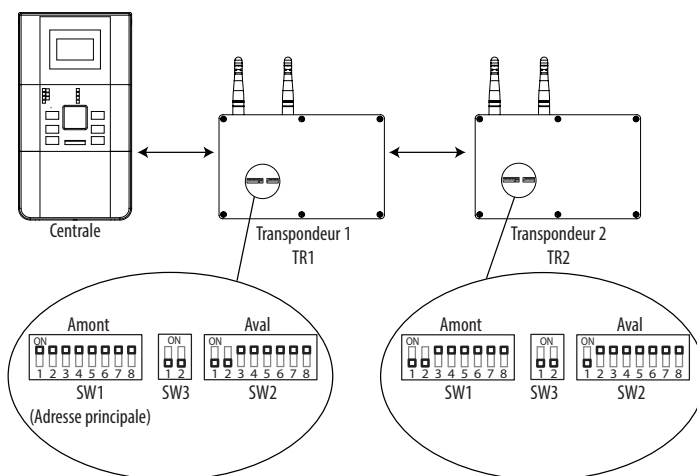 Centrale
Transpondeur 1
TR1
Transpondeur 2
TR2
Amont
ON
1 2 3 4 5 6 7 8
SW1
(Adresse principale)
ON
1 2
SW3
Aval
ON
1 2 3 4 5 6 7 8
SW2
Amont
ON
1 2 3 4 5 6 7 8
SW1
ON
1 2
SW3
Aval
ON
1 2 3 4 5 6 7 8
SW2